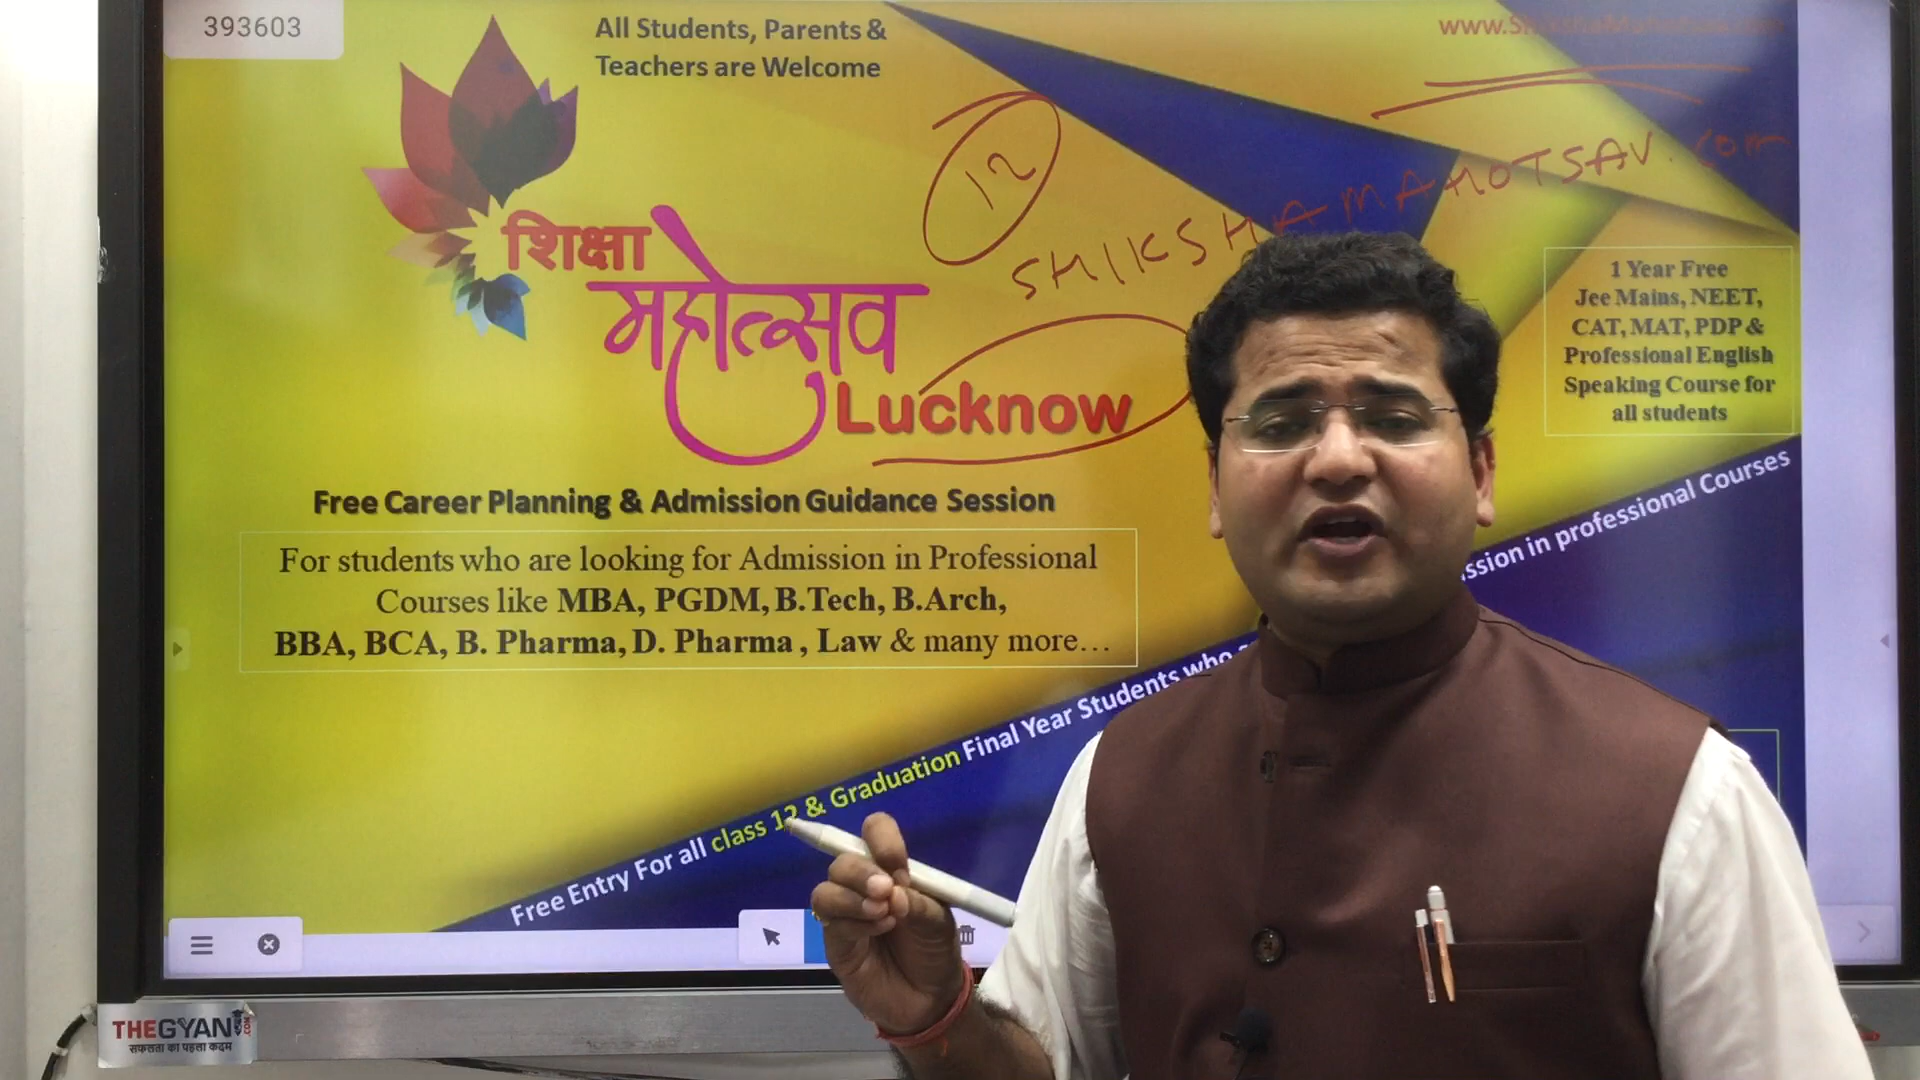 393603
All Students, Parents &
Teachers are Welcome
12
SHIKSHAMAHOTSAV.com
शिक्षा
महोत्सव
Lucknow
1 Year Free
Jee Mains, NEET,
CAT, MAT, PDP &
Professional English
Speaking Course for
all students
Free Career Planning & Admission Guidance Session
For students who are looking for Admission in Professional
Courses like MBA, PGDM, B.Tech, B.Arch,
BBA, BCA, B. Pharma, D. Pharma , Law & many more...
Free Entry For all class 12 & Graduation Final Year Students who in professional Courses
THEGYAN.COM
सफलता का पहला कदम